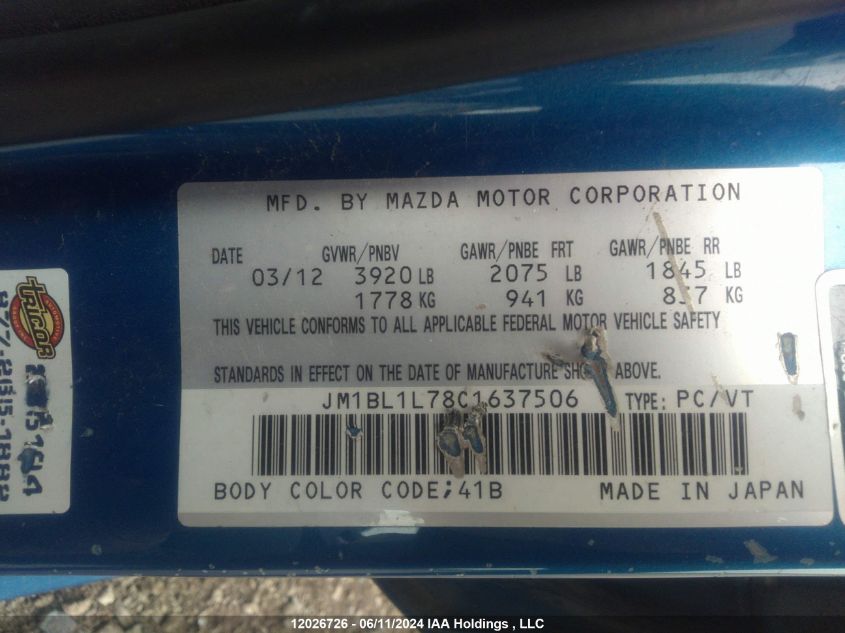 MFD. BY MAZDA MOTOR CORPORATION
DATE GVWR/PNBV GAWR/PNBE FRT GAWR/PNBE RR
03/12 3920 LB 2075 LB 1845 LB
1778 KG 941 KG 837 KG
THIS VEHICLE CONFORMS TO ALL APPLICABLE FEDERAL MOTOR VEHICLE SAFETY
STANDARDS IN EFFECT ON THE DATE OF MANUFACTURE ABOVE.
JM1BL1L78C1637506 TYPE: PC/VT
BODY COLOR CODE;41B MADE IN JAPAN
TRICOR
12026726 - 06/11/2024 IAA Holdings , LLC